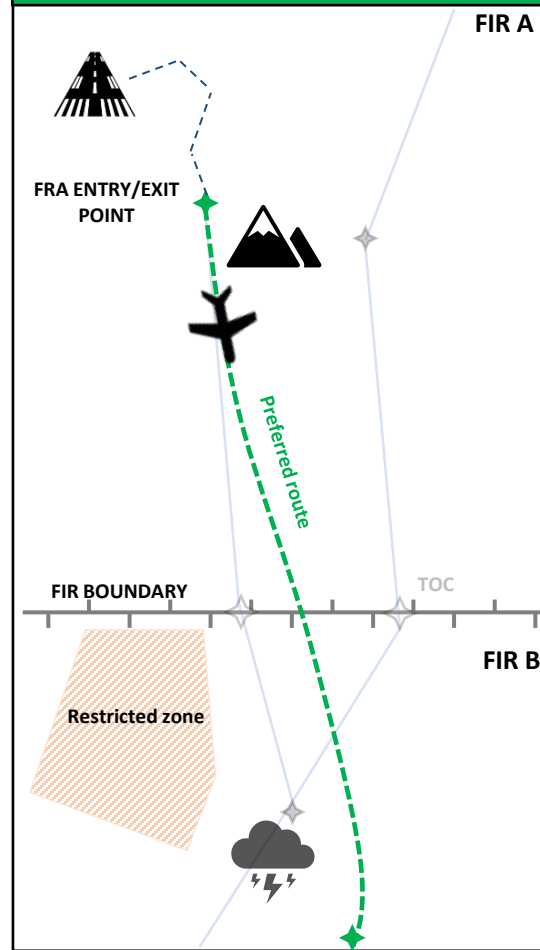 FIR A
FRA ENTRY/EXIT
POINT
Preferred route
TOC
FIR BOUNDARY
FIR B
Restricted zone